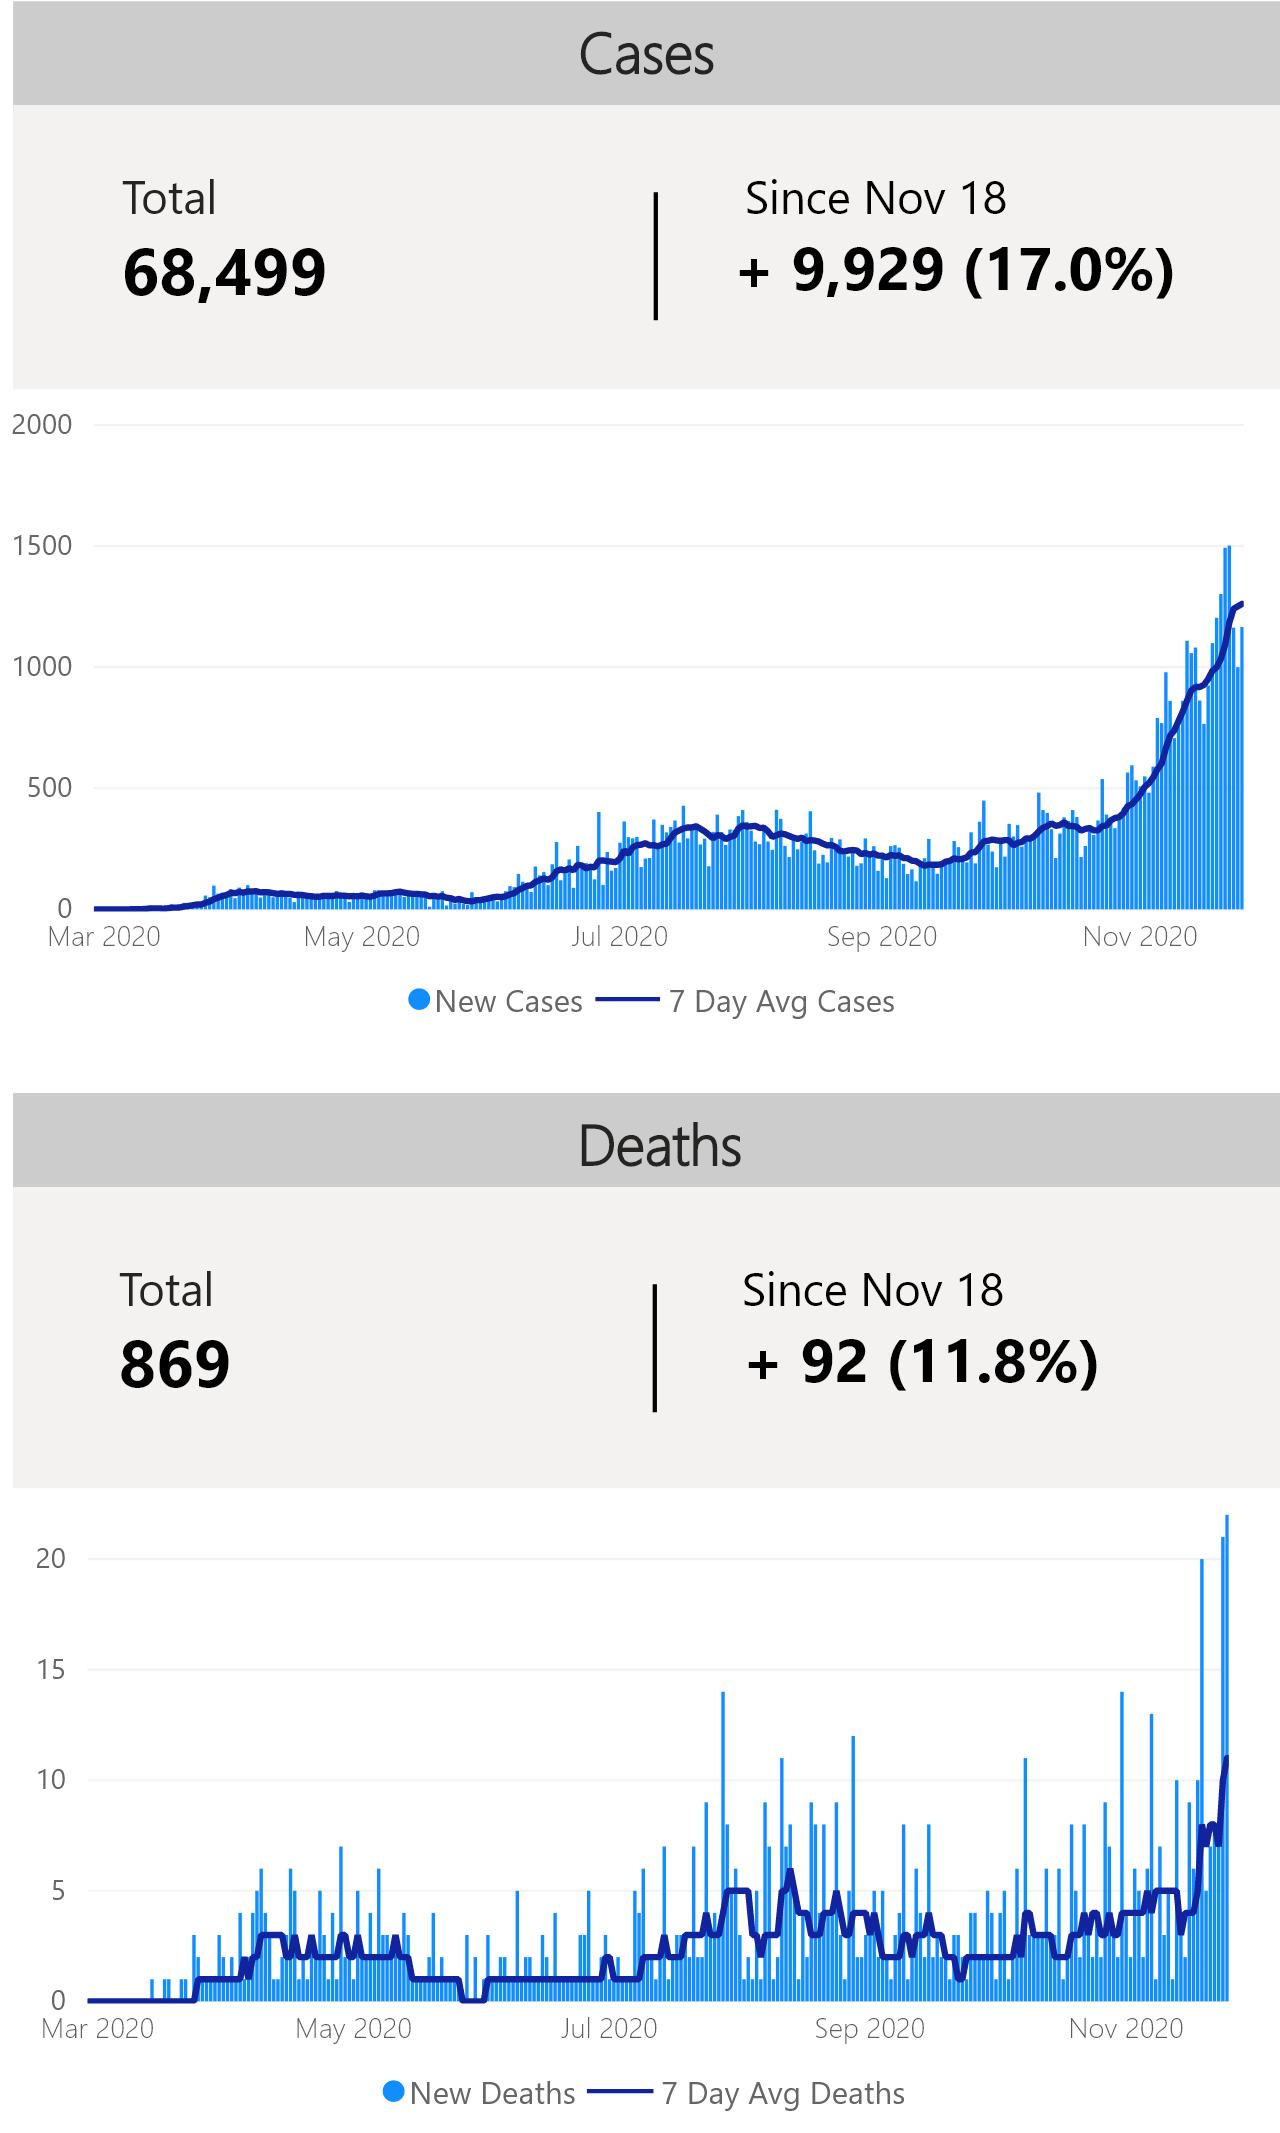 Cases
Total
68,499
Since Nov 18
+ 9,929 (17.0%)
2000
1500
1000
500
0
Mar 2020 May 2020 Jul 2020 Sep 2020 Nov 2020
New Cases 7 Day Avg Cases
Deaths
Total
869
Since Nov 18
+ 92 (11.8%)
20
15
10
5
0
Mar 2020 May 2020 Jul 2020 Sep 2020 Nov 2020
New Deaths 7 Day Avg Deaths